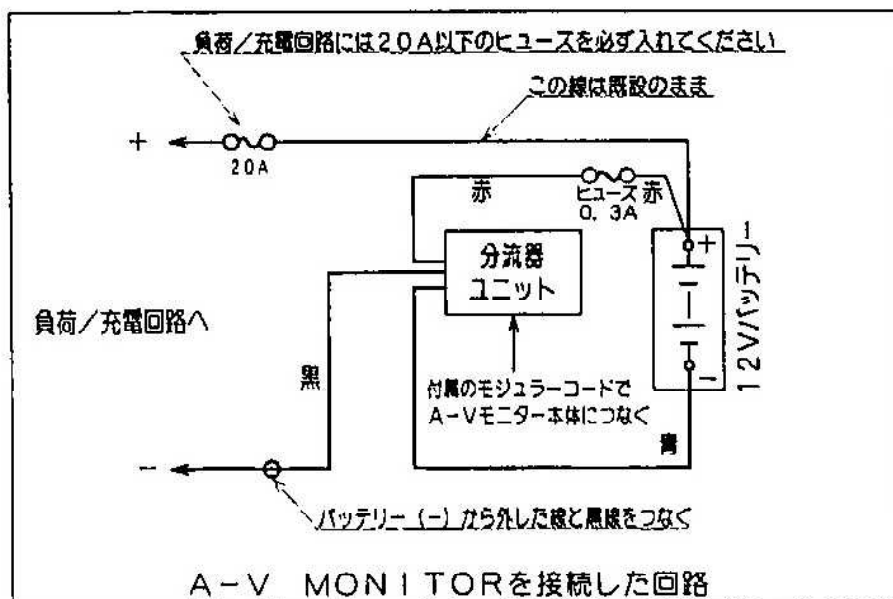 負荷/充電回路には20A以下のヒューズを必ず入れてください
この線は既設のまま
+
20A
赤
ヒューズ 赤
0.3A
分流器
ユニット
+
12Vバッテリー
負荷/充電回路へ
黒
付属のモジュラーコードで
A-Vモニター本体につなぐ
-
青
-
バッテリー(-)から外した線と黒線をつなぐ
A-V MONITORを接続した回路